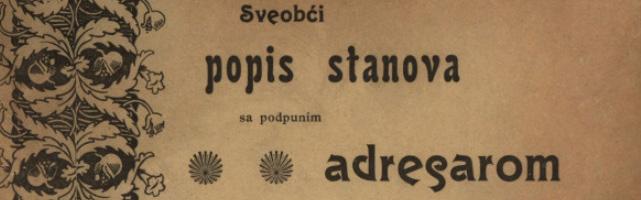 Sveobći
popis stanova
sa podpunim
adresarom